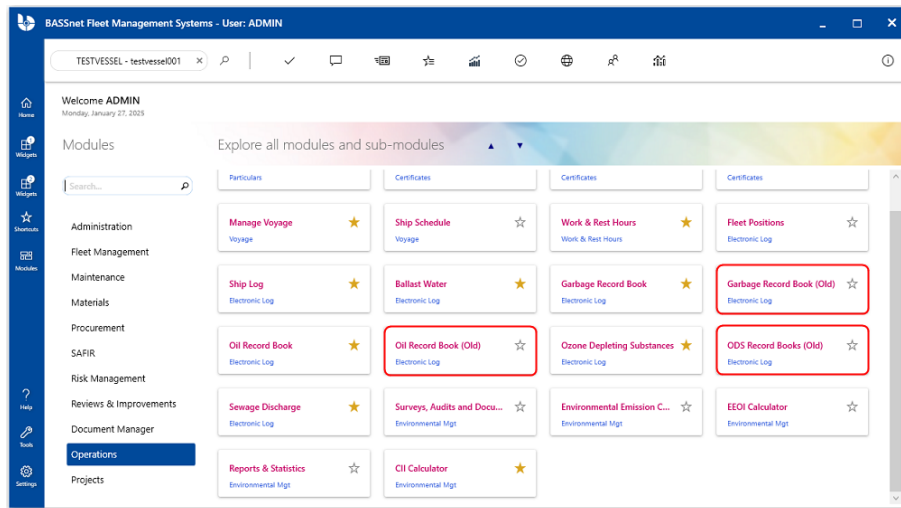 BASSnet Fleet Management Systems - User: ADMIN
TESTVESSEL - testvessel001
Welcome ADMIN
Monday, January 27, 2025
Home
1
Widgets
2
Widgets
Shortcuts
Modules
Help
Tools
Settings
Modules
Search...
Administration
Fleet Management
Maintenance
Materials
Procurement
SAFIR
Risk Management
Reviews & Improvements
Document Manager
Operations
Projects
Explore all modules and sub-modules
Particulars
Certificates
Certificates
Certificates
Manage Voyage
Voyage
Ship Schedule
Voyage
Work & Rest Hours
Work & Rest Hours
Fleet Positions
Electronic Log
Ship Log
Electronic Log
Ballast Water
Electronic Log
Garbage Record Book
Electronic Log
Garbage Record Book (Old)
Electronic Log
Oil Record Book
Electronic Log
Oil Record Book (Old)
Electronic Log
Ozone Depleting Substances
Electronic Log
ODS Record Books (Old)
Electronic Log
Sewage Discharge
Electronic Log
Surveys, Audits and Docu...
Environmental Mgt
Environmental Emission C...
Environmental Mgt
EEOI Calculator
Environmental Mgt
Reports & Statistics
Environmental Mgt
CII Calculator
Environmental Mgt